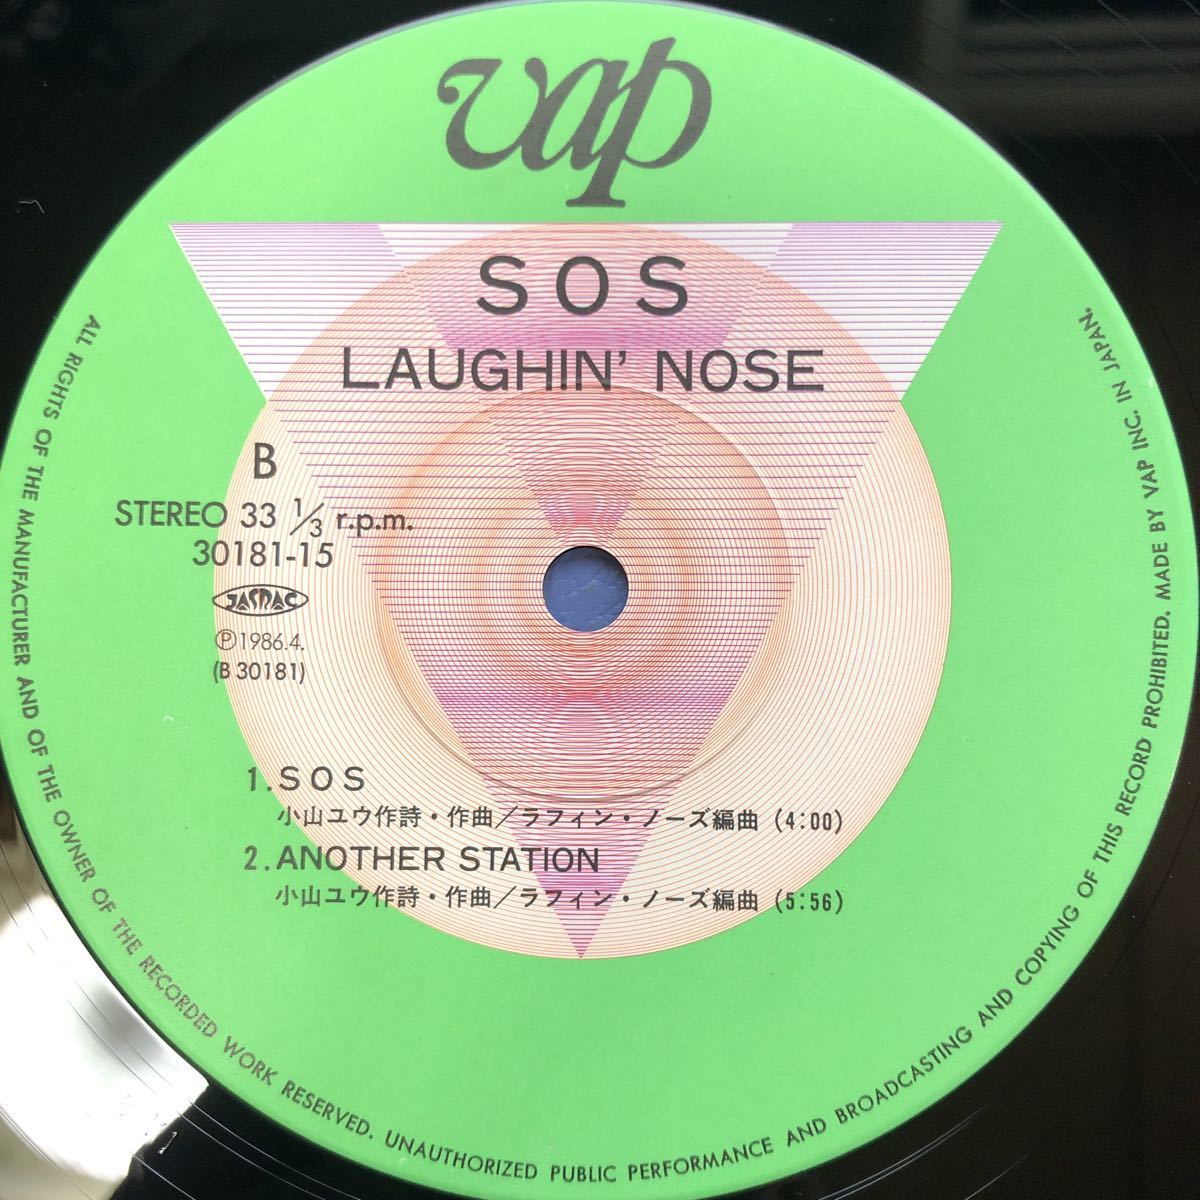 vap
SOS
LAUGHIN' NOSE
B
STEREO 33 1/3 r.p.m.
30181-15
JASRAC
Ⓟ1986.4.
(B 30181)
1. SOS
小山ユウ作詩・作曲/ラフィン・ノーズ編曲 (4:00)
2. ANOTHER STATION
小山ユウ作詩・作曲/ラフィン・ノーズ編曲 (5:56)
ALL RIGHTS OF THE MANUFACTURER AND OF THE OWNER OF THE RECORDED WORK RESERVED. UNAUTHORIZED PUBLIC PERFORMANCE AND BROADCASTING AND COPYING OF THIS RECORD PROHIBITED. MADE BY VAP INC. IN JAPAN.